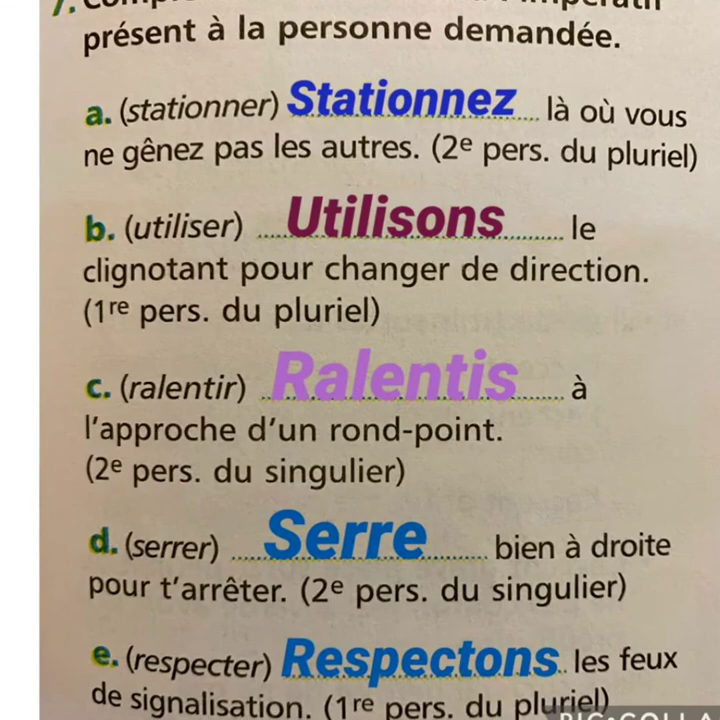 présent à la personne demandée.
a. (stationner) Stationnez là où vous
ne gênez pas les autres. (2e pers. du pluriel)
b. (utiliser) Utilisons le
clignotant pour changer de direction.
(1re pers. du pluriel)
c. (ralentir) Ralentis à
l'approche d'un rond-point.
(2e pers. du singulier)
d. (serrer) Serre bien à droite
pour t'arrêter. (2e pers. du singulier)
e. (respecter) Respectons les feux
de signalisation. (1re pers. du pluriel)